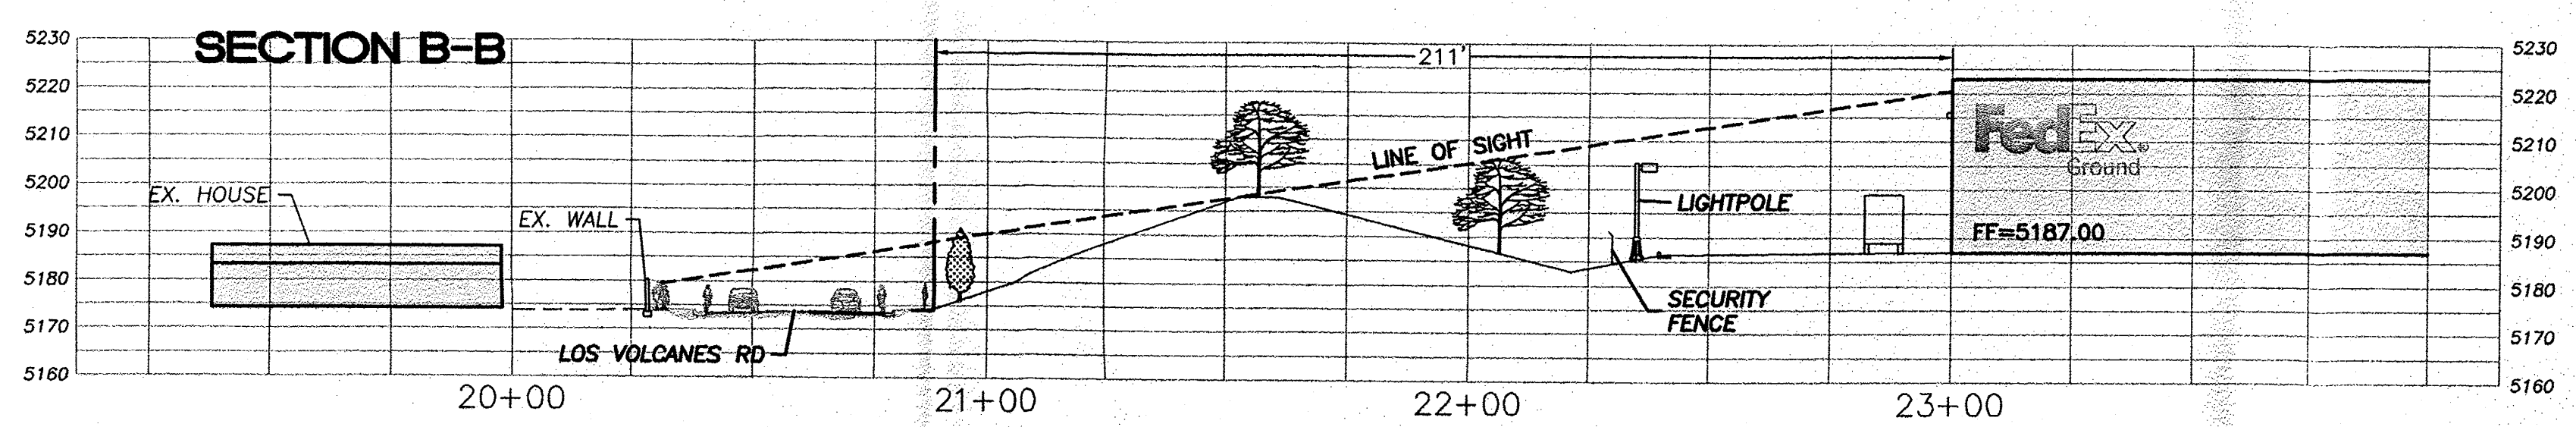 SECTION B-B
5230
5220
5210
5200
5190
5180
5170
5160
EX. HOUSE
EX. WALL
LOS VOLCANES RD
211'
LINE OF SIGHT
LIGHTPOLE
SECURITY
FENCE
FedEx®
Ground
FF=5187.00
5230
5220
5210
5200
5190
5180
5170
5160
20+00
21+00
22+00
23+00